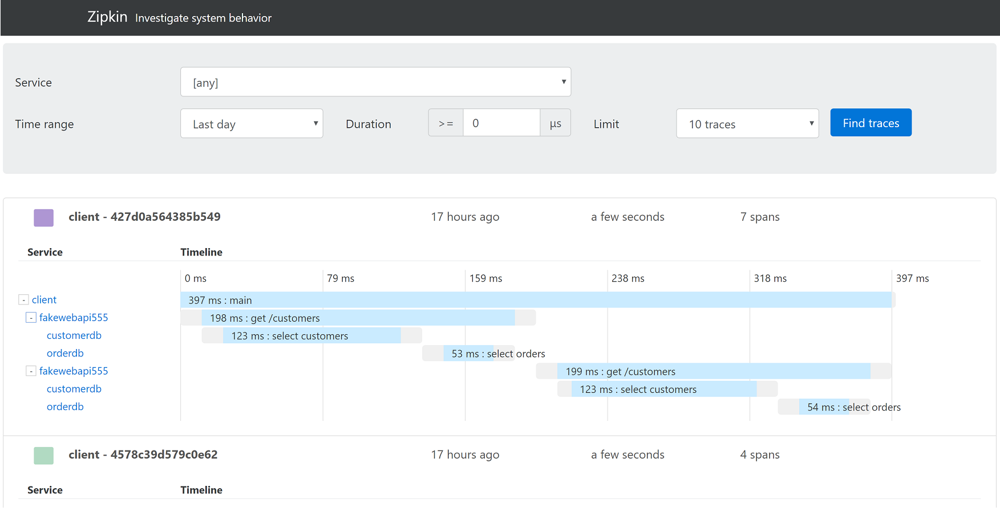 Zipkin Investigate system behavior
Service [any]
Time range Last day Duration >= 0 µs Limit 10 traces Find traces
client - 427d0a564385b549 17 hours ago a few seconds 7 spans
Service Timeline
0 ms 79 ms 159 ms 238 ms 318 ms 397 ms
- client 397 ms : main
- fakewebapi555 198 ms : get /customers
customerdb 123 ms : select customers
orderdb 53 ms : select orders
- fakewebapi555 199 ms : get /customers
customerdb 123 ms : select customers
orderdb 54 ms : select orders
client - 4578c39d579c0e62 17 hours ago a few seconds 4 spans
Service Timeline